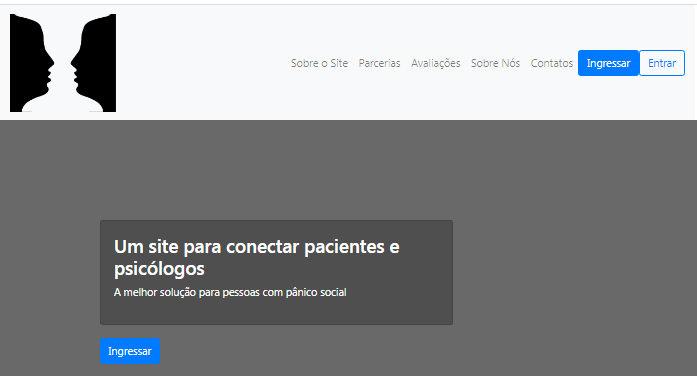 Sobre o Site Parcerias Avaliações Sobre Nós Contatos Ingressar Entrar
Um site para conectar pacientes e
psicólogos
A melhor solução para pessoas com pânico social
Ingressar